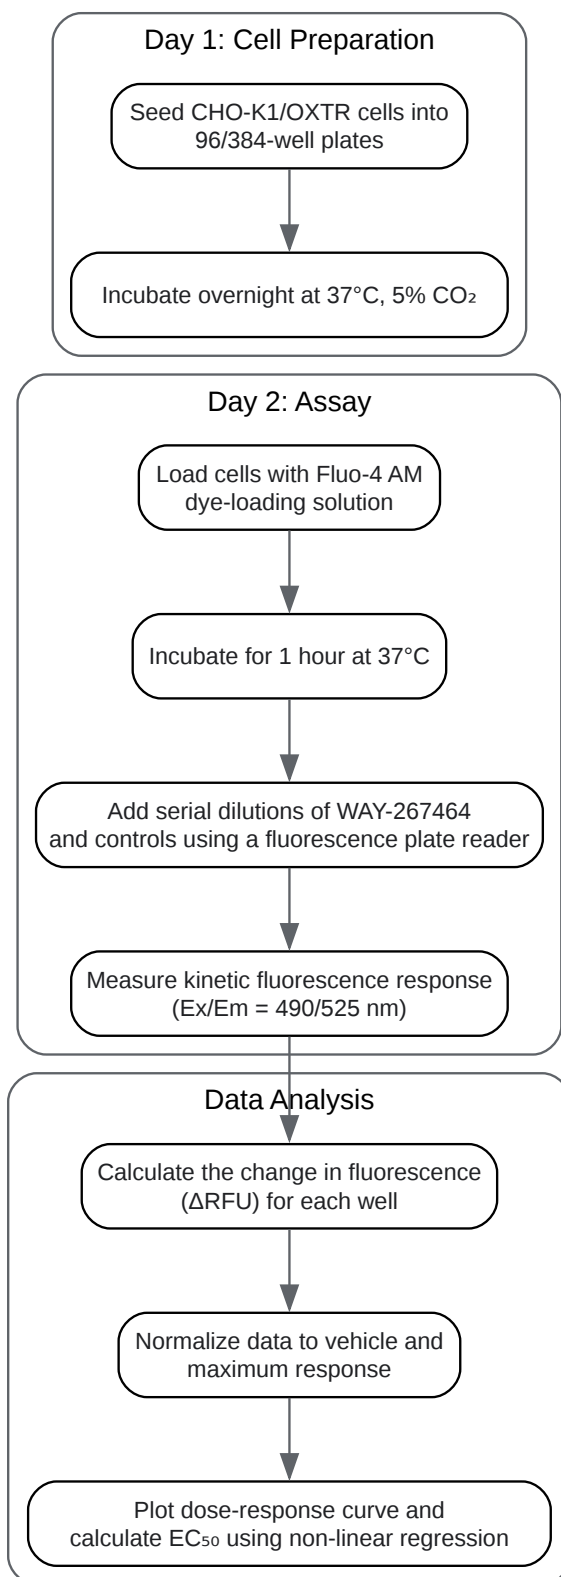 Day 1: Cell Preparation
Seed CHO-K1/OXTR cells into
96/384-well plates
Incubate overnight at 37°C, 5% CO₂
Day 2: Assay
Load cells with Fluo-4 AM
dye-loading solution
Incubate for 1 hour at 37°C
Add serial dilutions of WAY-267464
and controls using a fluorescence plate reader
Measure kinetic fluorescence response
(Ex/Em = 490/525 nm)
Data Analysis
Calculate the change in fluorescence
(ΔRFU) for each well
Normalize data to vehicle and
maximum response
Plot dose-response curve and
calculate EC₅₀ using non-linear regression